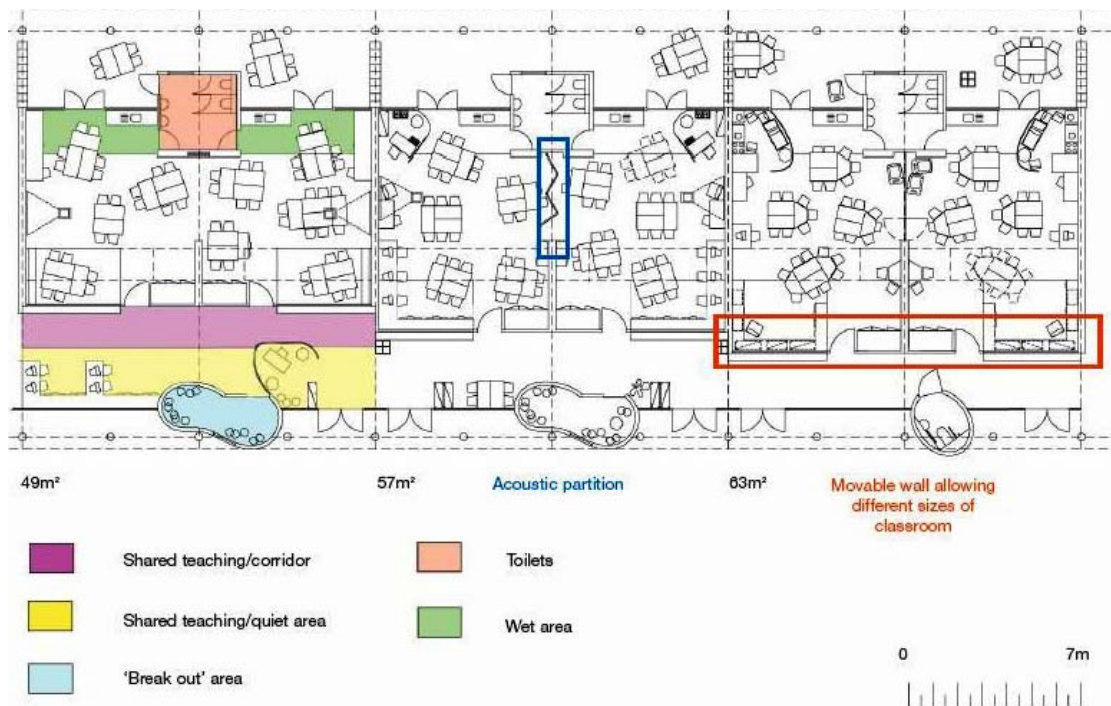 49m²
57m²
Acoustic partition
63m²
Movable wall allowing
different sizes of
classroom
Shared teaching/corridor
Toilets
Shared teaching/quiet area
Wet area
'Break out' area
0
7m